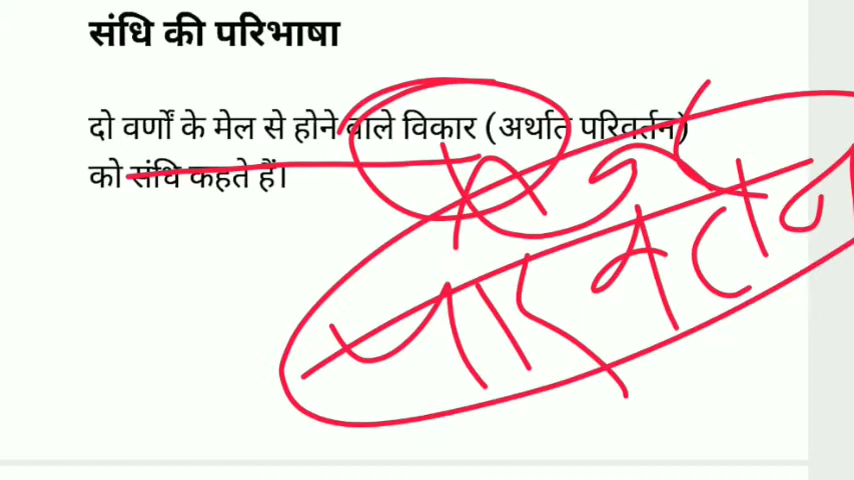 संधि की परिभाषा
दो वर्णों के मेल से होने वाले विकार (अर्थात परिवर्तन)
को संधि कहते हैं।